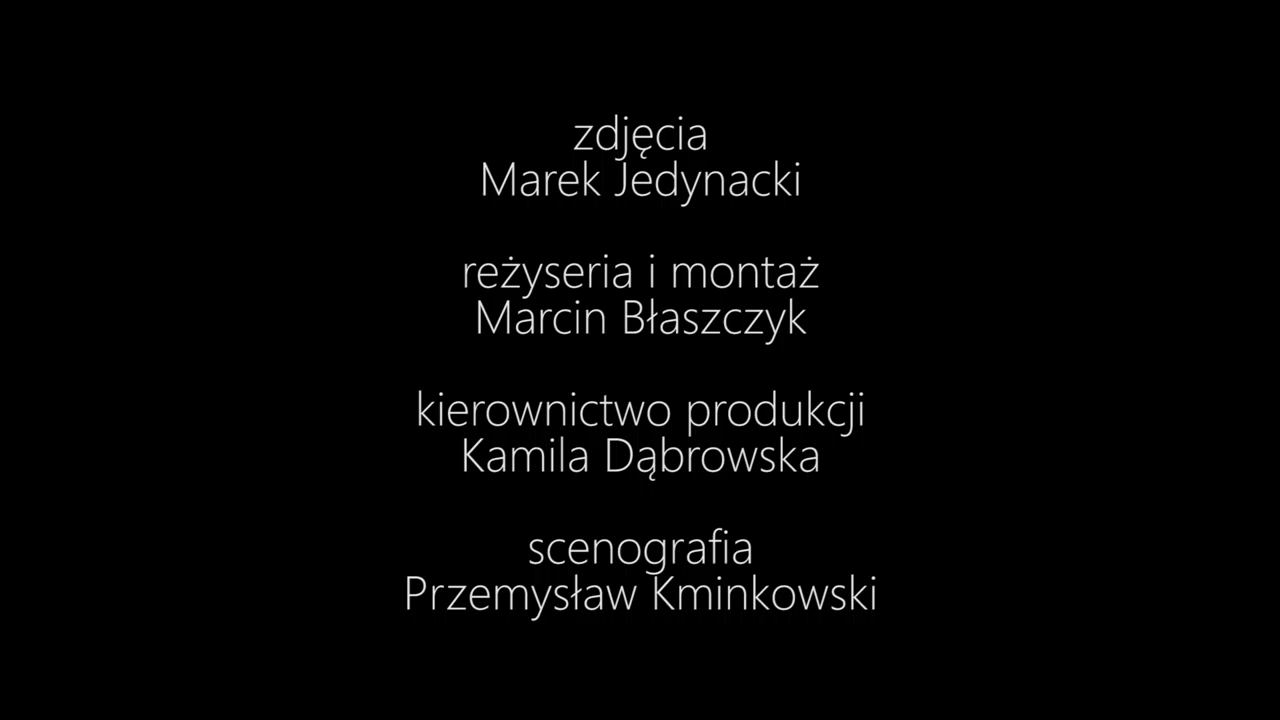 zdjęcia
Marek Jedynacki
reżyseria i montaż
Marcin Błaszczyk
kierownictwo produkcji
Kamila Dąbrowska
scenografia
Przemysław Kminkowski